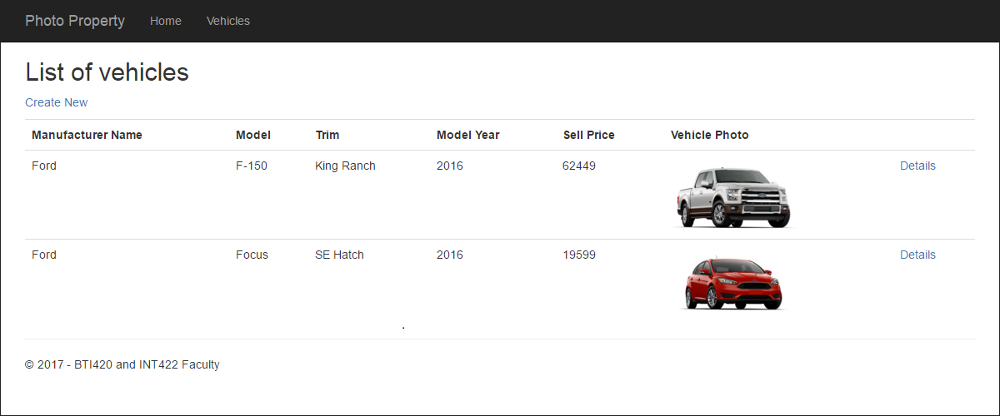 Photo Property Home Vehicles
List of vehicles
Create New
Manufacturer Name Model Trim Model Year Sell Price Vehicle Photo
Ford F-150 King Ranch 2016 62449 Details
Ford Focus SE Hatch 2016 19599 Details
.
© 2017 - BTI420 and INT422 Faculty